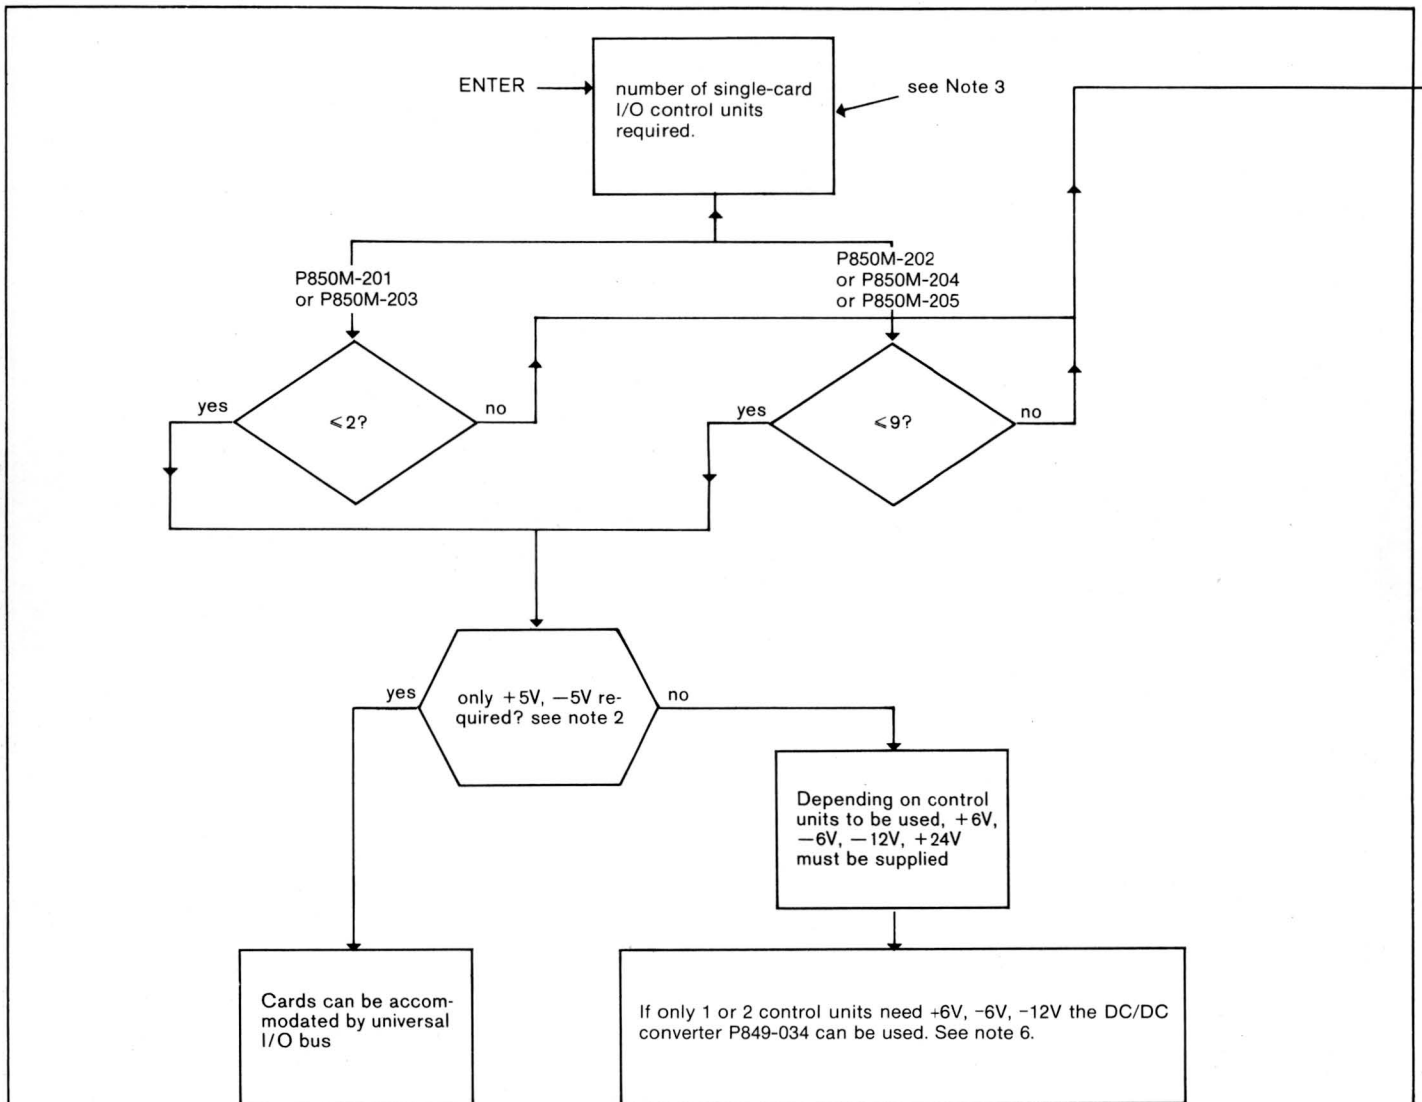 ENTER
number of single-card
I/O control units
required.
see Note 3
P850M-201
or P850M-203
P850M-202
or P850M-204
or P850M-205
yes
⩽2?
no
yes
⩽9?
no
yes
only +5V, —5V re-
quired? see note 2
no
Depending on control
units to be used, +6V,
—6V, —12V, +24V
must be supplied
Cards can be accom-
modated by universal
I/O bus
If only 1 or 2 control units need +6V, -6V, -12V the DC/DC
converter P849-034 can be used. See note 6.